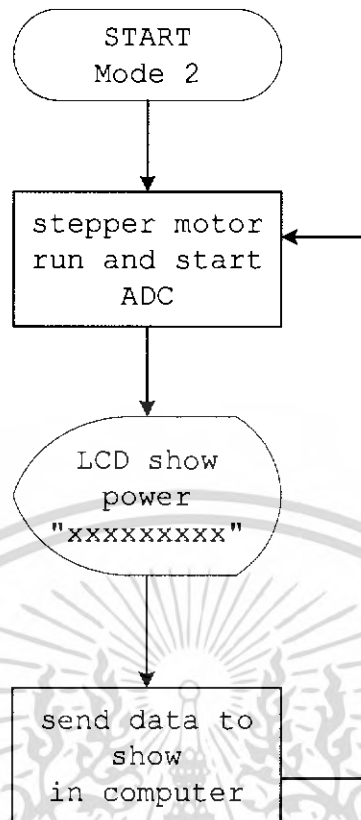 START
Mode 2
stepper motor
run and start
ADC
LCD show
power
"xxxxxxxxx"
send data to
show
in computer